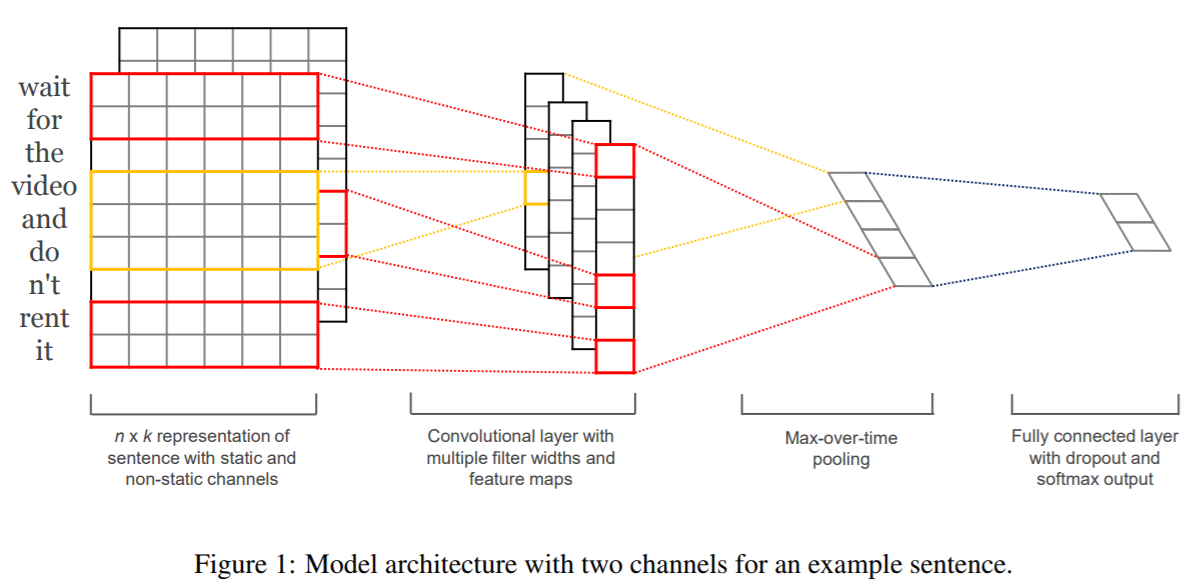 wait
for
the
video
and
do
n't
rent
it
n x k representation of
sentence with static and
non-static channels
Convolutional layer with
multiple filter widths and
feature maps
Max-over-time
pooling
Fully connected layer
with dropout and
softmax output
Figure 1: Model architecture with two channels for an example sentence.